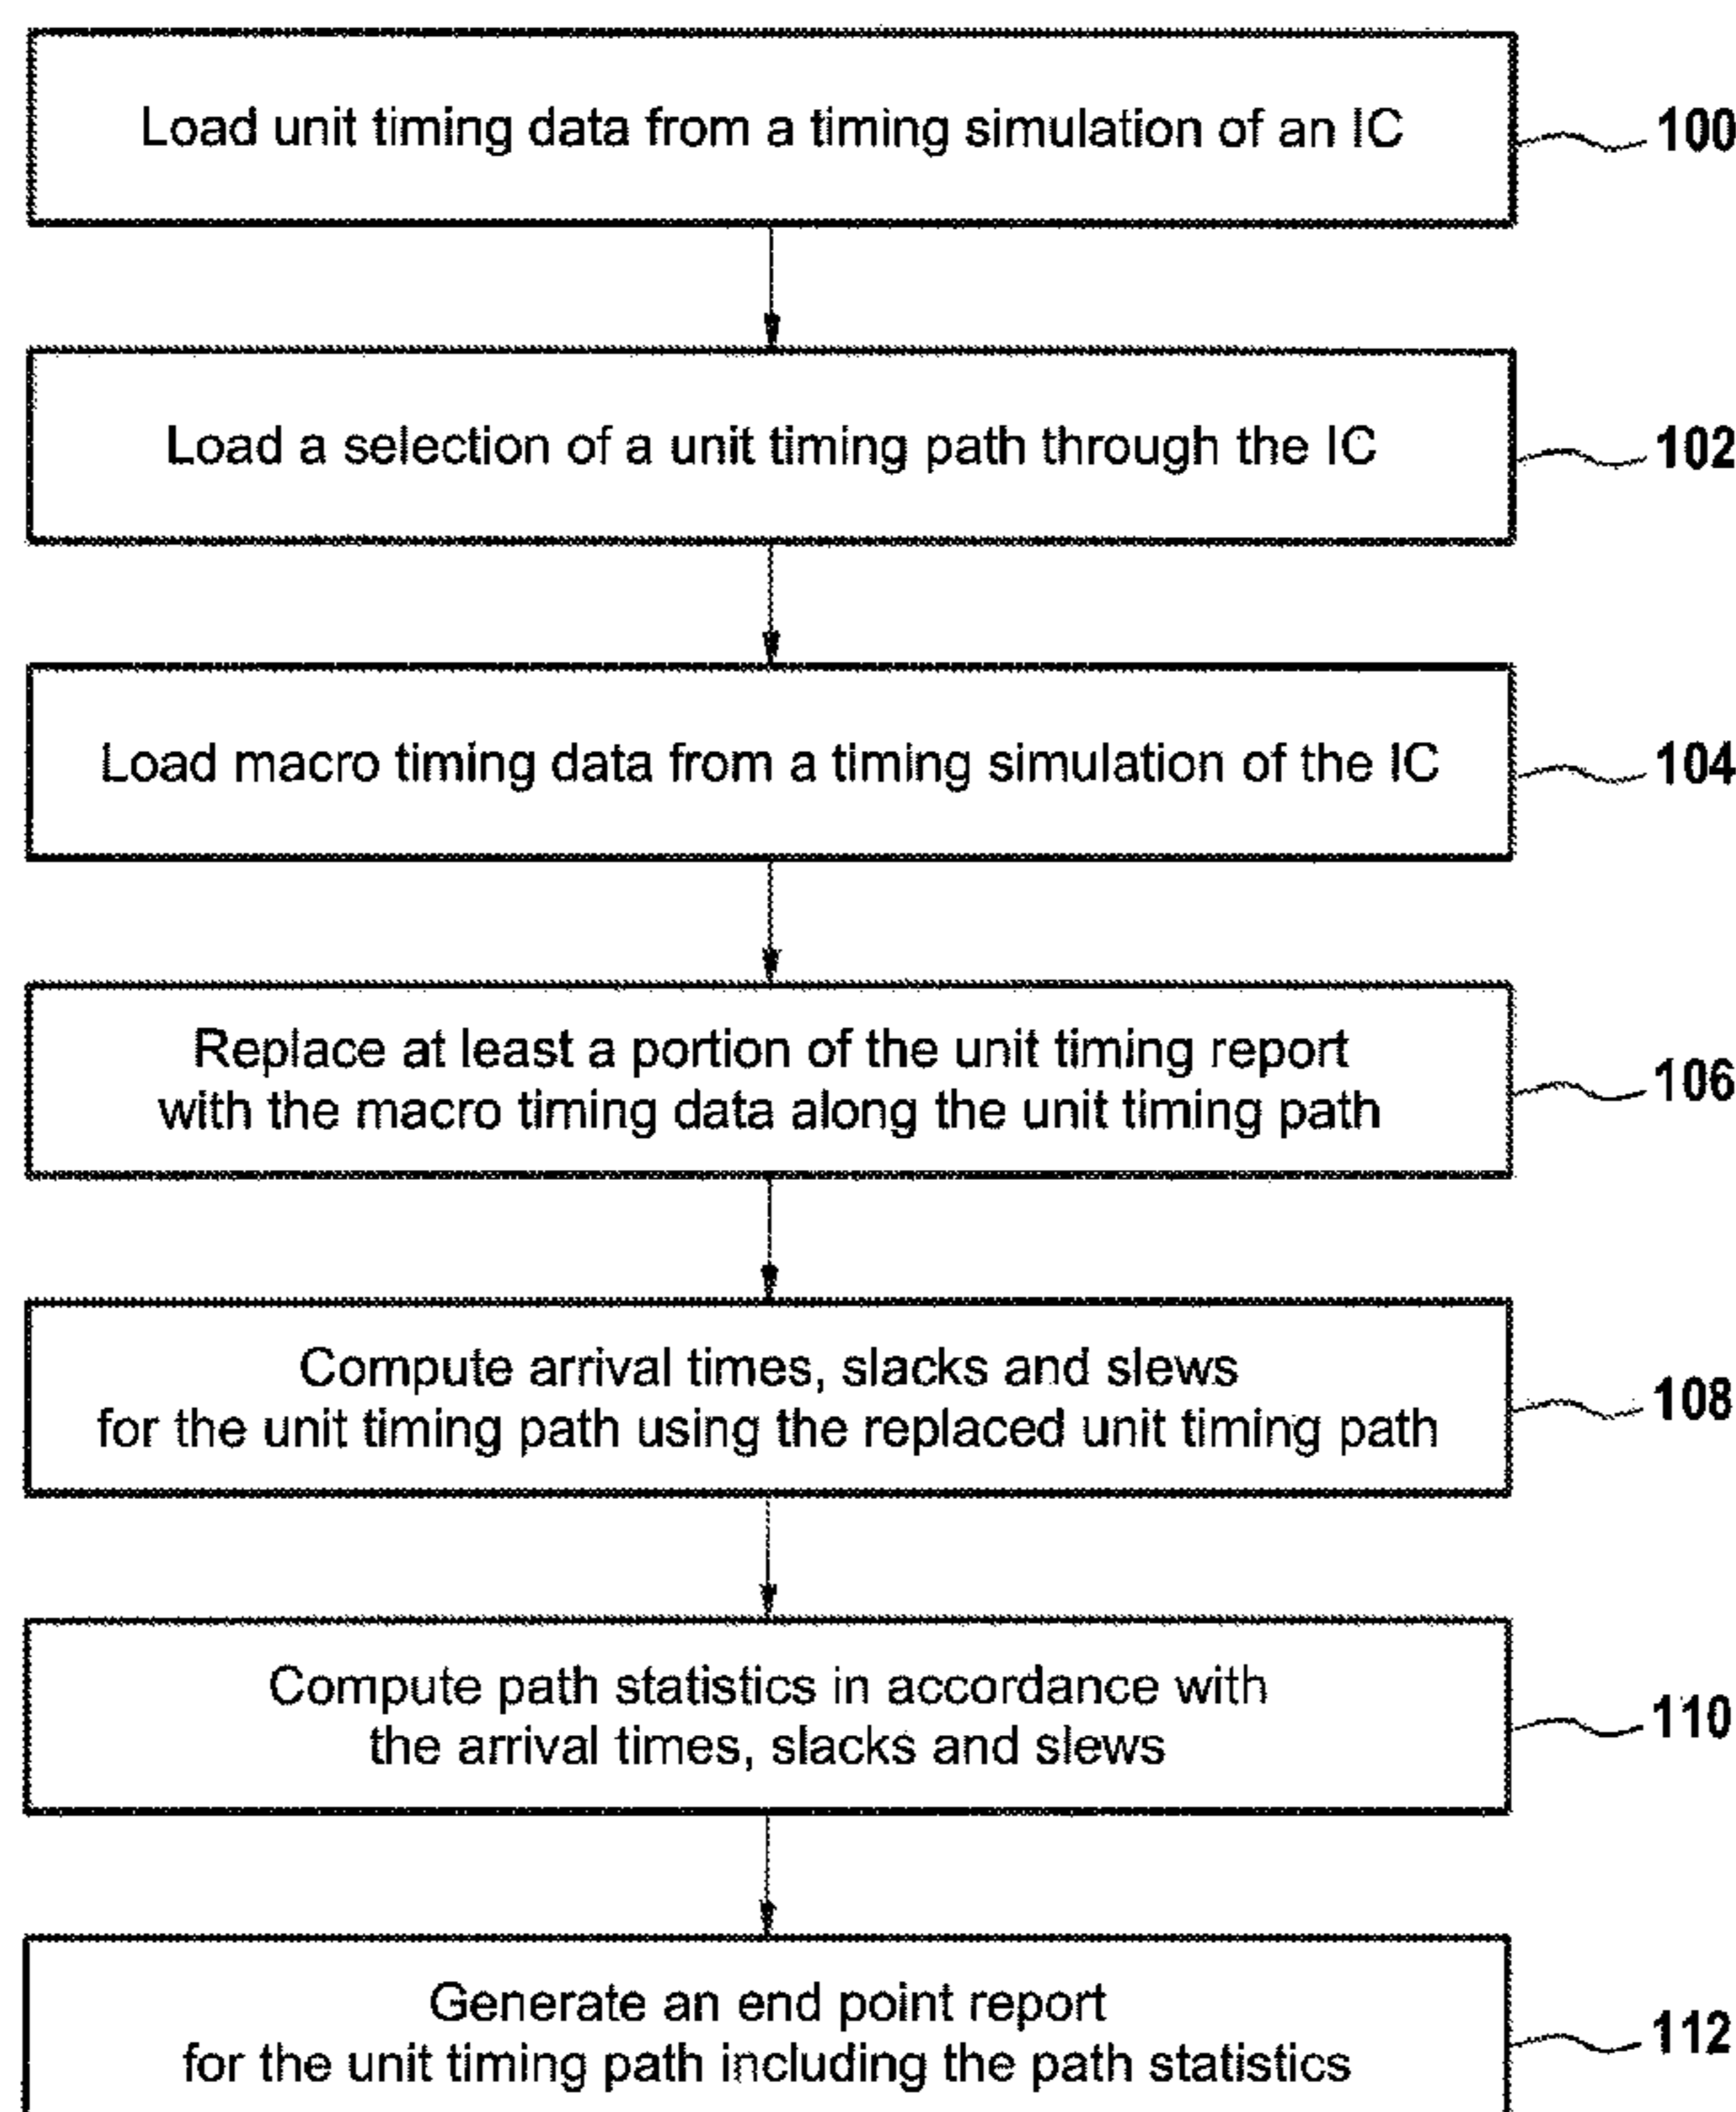 Load unit timing data from a timing simulation of an IC
100
Load a selection of a unit timing path through the IC
102
Load macro timing data from a timing simulation of the IC
104
Replace at least a portion of the unit timing report
with the macro timing data along the unit timing path
106
Compute arrival times, slacks and slews
for the unit timing path using the replaced unit timing path
108
Compute path statistics in accordance with
the arrival times, slacks and slews
110
Generate an end point report
for the unit timing path including the path statistics
112